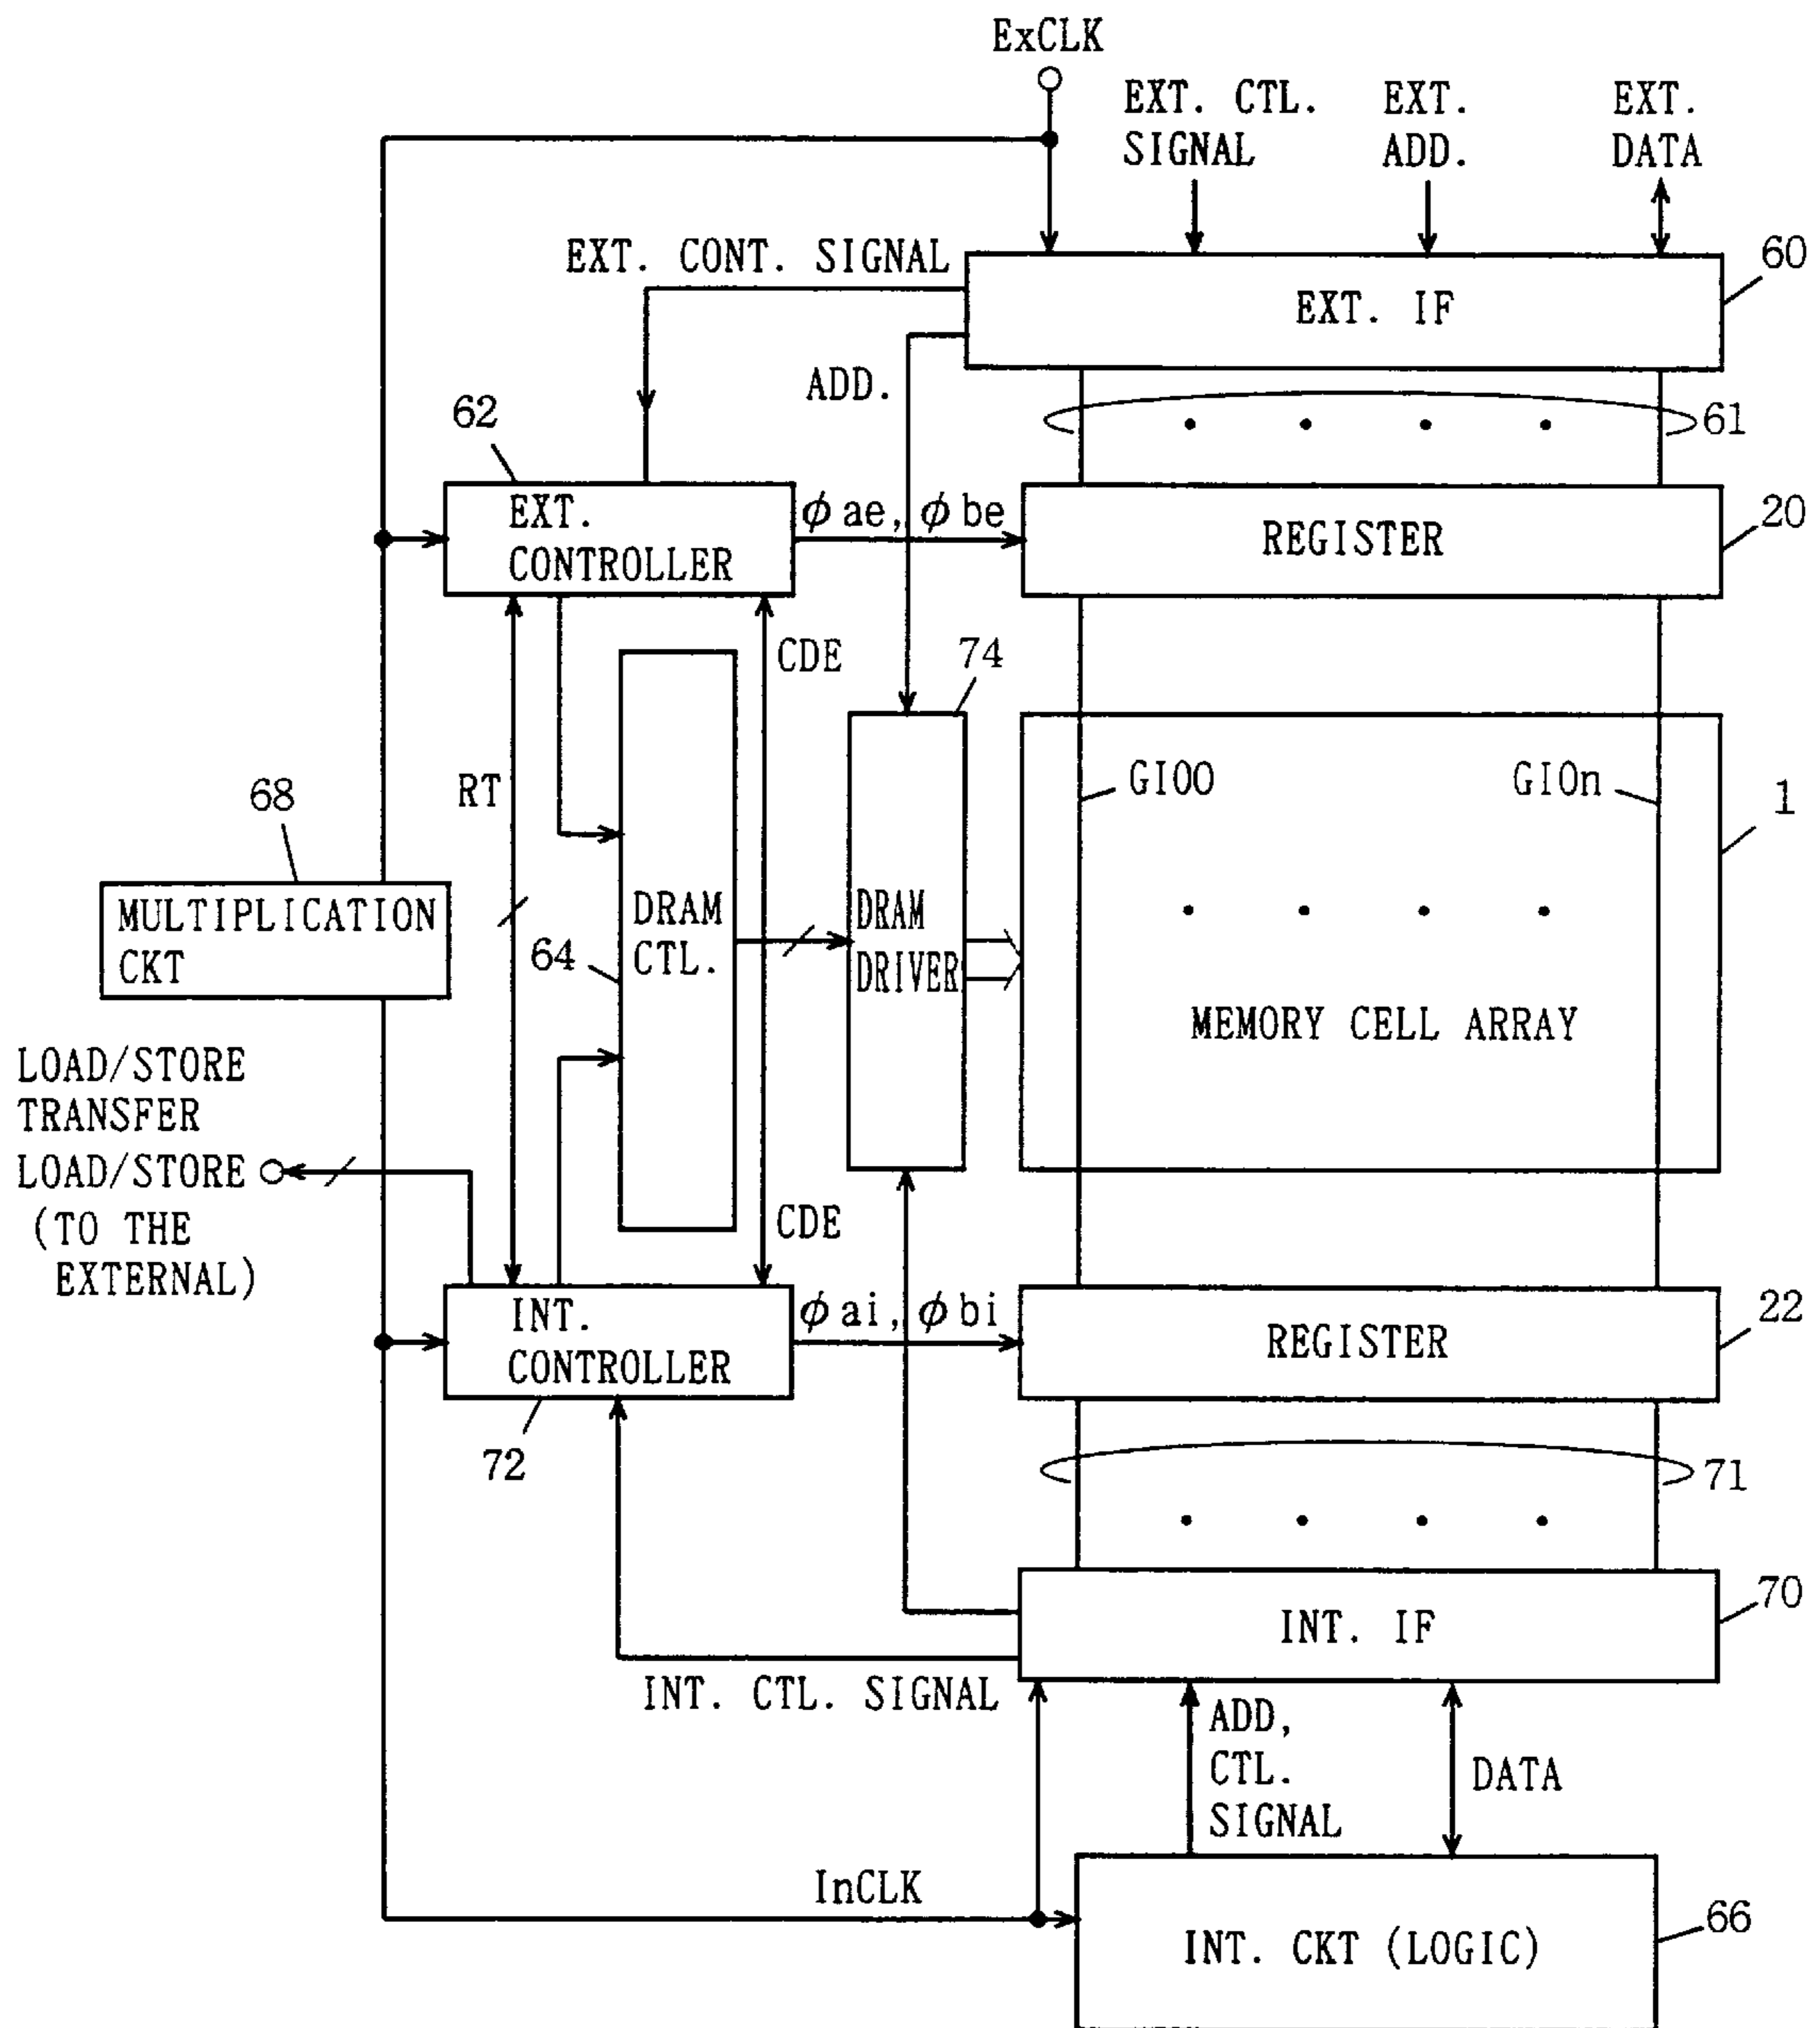 ExCLK
EXT. CTL.
SIGNAL
EXT.
ADD.
EXT.
DATA
EXT. CONT. SIGNAL
60
EXT. IF
ADD.
62
61
EXT.
CONTROLLER
ϕae, ϕbe
20
REGISTER
CDE
74
RT
68
GIO0
GIOn
1
MULTIPLICATION
CKT
DRAM
CTL.
64
DRAM
DRIVER
MEMORY CELL ARRAY
LOAD/STORE
TRANSFER
LOAD/STORE
(TO THE
EXTERNAL)
CDE
INT.
CONTROLLER
ϕai, ϕbi
22
REGISTER
72
71
70
INT. IF
INT. CTL. SIGNAL
ADD,
CTL.
SIGNAL
DATA
InCLK
66
INT. CKT (LOGIC)